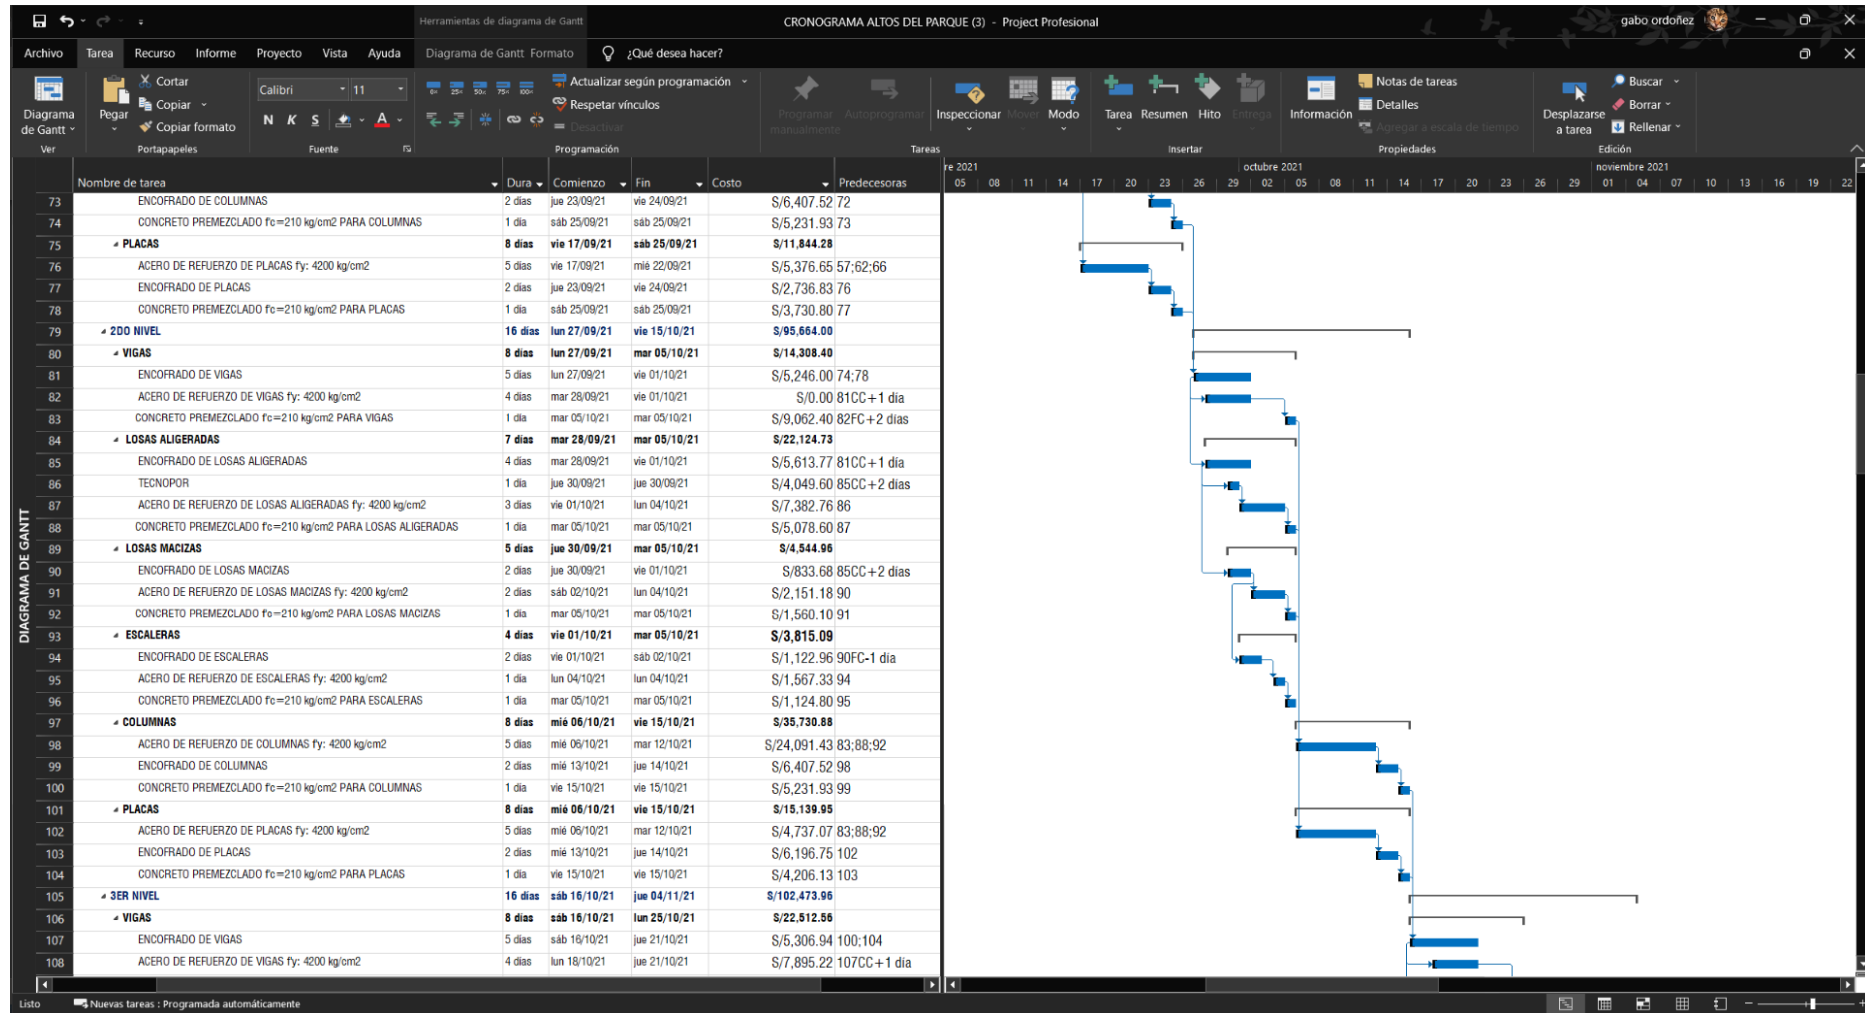 Herramientas de diagrama de Gantt
CRONOGRAMA ALTOS DEL PARQUE (3) - Project Profesional
gabo ordoñez
Archivo Tarea Recurso Informe Proyecto Vista Ayuda Diagrama de Gantt Formato ¿Qué desea hacer?
Diagrama de Gantt
Ver
Pegar
Cortar
Copiar
Copiar formato
Portapapeles
Calibri 11
N K S A
Fuente
0% 25% 50% 75% 100%
Actualizar según programación
Respetar vínculos
Desactivar
Programación
Programar manualmente
Autoprogramar
Inspeccionar
Mover
Modo
Tareas
Tarea
Resumen
Hito
Entrega
Insertar
Información
Notas de tareas
Detalles
Agregar a escala de tiempo
Propiedades
Desplazarse a tarea
Buscar
Borrar
Rellenar
Edición
Nombre de tarea Dura Comienzo Fin Costo Predecesoras
re 2021 octubre 2021 noviembre 2021
05 08 11 14 17 20 23 26 29 02 05 08 11 14 17 20 23 26 29 01 04 07 10 13 16 19 22
73 ENCOFRADO DE COLUMNAS 2 días jue 23/09/21 vie 24/09/21 S/6,407.52 72
74 CONCRETO PREMEZCLADO f'c=210 kg/cm2 PARA COLUMNAS 1 día sáb 25/09/21 sáb 25/09/21 S/5,231.93 73
75 PLACAS 8 días vie 17/09/21 sáb 25/09/21 S/11,844.28
76 ACERO DE REFUERZO DE PLACAS f'y: 4200 kg/cm2 5 días vie 17/09/21 mié 22/09/21 S/5,376.65 57;62;66
77 ENCOFRADO DE PLACAS 2 días jue 23/09/21 vie 24/09/21 S/2,736.83 76
78 CONCRETO PREMEZCLADO f'c=210 kg/cm2 PARA PLACAS 1 día sáb 25/09/21 sáb 25/09/21 S/3,730.80 77
79 2DO NIVEL 16 días lun 27/09/21 vie 15/10/21 S/95,664.00
80 VIGAS 8 días lun 27/09/21 mar 05/10/21 S/14,308.40
81 ENCOFRADO DE VIGAS 5 días lun 27/09/21 vie 01/10/21 S/5,246.00 74;78
82 ACERO DE REFUERZO DE VIGAS f'y: 4200 kg/cm2 4 días mar 28/09/21 vie 01/10/21 S/0.00 81CC+1 día
83 CONCRETO PREMEZCLADO f'c=210 kg/cm2 PARA VIGAS 1 día mar 05/10/21 mar 05/10/21 S/9,062.40 82FC+2 días
84 LOSAS ALIGERADAS 7 días mar 28/09/21 mar 05/10/21 S/22,124.73
85 ENCOFRADO DE LOSAS ALIGERADAS 4 días mar 28/09/21 vie 01/10/21 S/5,613.77 81CC+1 día
86 TECNOPOR 1 día jue 30/09/21 jue 30/09/21 S/4,049.60 85CC+2 días
87 ACERO DE REFUERZO DE LOSAS ALIGERADAS f'y: 4200 kg/cm2 3 días vie 01/10/21 lun 04/10/21 S/7,382.76 86
88 CONCRETO PREMEZCLADO f'c=210 kg/cm2 PARA LOSAS ALIGERADAS 1 día mar 05/10/21 mar 05/10/21 S/5,078.60 87
89 LOSAS MACIZAS 5 días jue 30/09/21 mar 05/10/21 S/4,544.96
90 ENCOFRADO DE LOSAS MACIZAS 2 días jue 30/09/21 vie 01/10/21 S/833.68 85CC+2 días
91 ACERO DE REFUERZO DE LOSAS MACIZAS f'y: 4200 kg/cm2 2 días sáb 02/10/21 lun 04/10/21 S/2,151.18 90
92 CONCRETO PREMEZCLADO f'c=210 kg/cm2 PARA LOSAS MACIZAS 1 día mar 05/10/21 mar 05/10/21 S/1,560.10 91
93 ESCALERAS 4 días vie 01/10/21 mar 05/10/21 S/3,815.09
94 ENCOFRADO DE ESCALERAS 2 días vie 01/10/21 sáb 02/10/21 S/1,122.96 90FC-1 día
95 ACERO DE REFUERZO DE ESCALERAS f'y: 4200 kg/cm2 1 día lun 04/10/21 lun 04/10/21 S/1,567.33 94
96 CONCRETO PREMEZCLADO f'c=210 kg/cm2 PARA ESCALERAS 1 día mar 05/10/21 mar 05/10/21 S/1,124.80 95
97 COLUMNAS 8 días mié 06/10/21 vie 15/10/21 S/35,730.88
98 ACERO DE REFUERZO DE COLUMNAS f'y: 4200 kg/cm2 5 días mié 06/10/21 mar 12/10/21 S/24,091.43 83;88;92
99 ENCOFRADO DE COLUMNAS 2 días mié 13/10/21 jue 14/10/21 S/6,407.52 98
100 CONCRETO PREMEZCLADO f'c=210 kg/cm2 PARA COLUMNAS 1 día vie 15/10/21 vie 15/10/21 S/5,231.93 99
101 PLACAS 8 días mié 06/10/21 vie 15/10/21 S/15,139.95
102 ACERO DE REFUERZO DE PLACAS f'y: 4200 kg/cm2 5 días mié 06/10/21 mar 12/10/21 S/4,737.07 83;88;92
103 ENCOFRADO DE PLACAS 2 días mié 13/10/21 jue 14/10/21 S/6,196.75 102
104 CONCRETO PREMEZCLADO f'c=210 kg/cm2 PARA PLACAS 1 día vie 15/10/21 vie 15/10/21 S/4,206.13 103
105 3ER NIVEL 16 días sáb 16/10/21 jue 04/11/21 S/102,473.96
106 VIGAS 8 días sáb 16/10/21 lun 25/10/21 S/22,512.56
107 ENCOFRADO DE VIGAS 5 días sáb 16/10/21 jue 21/10/21 S/5,306.94 100;104
108 ACERO DE REFUERZO DE VIGAS f'y: 4200 kg/cm2 4 días lun 18/10/21 jue 21/10/21 S/7,895.22 107CC+1 día
DIAGRAMA DE GANTT
Listo Nuevas tareas : Programada automáticamente